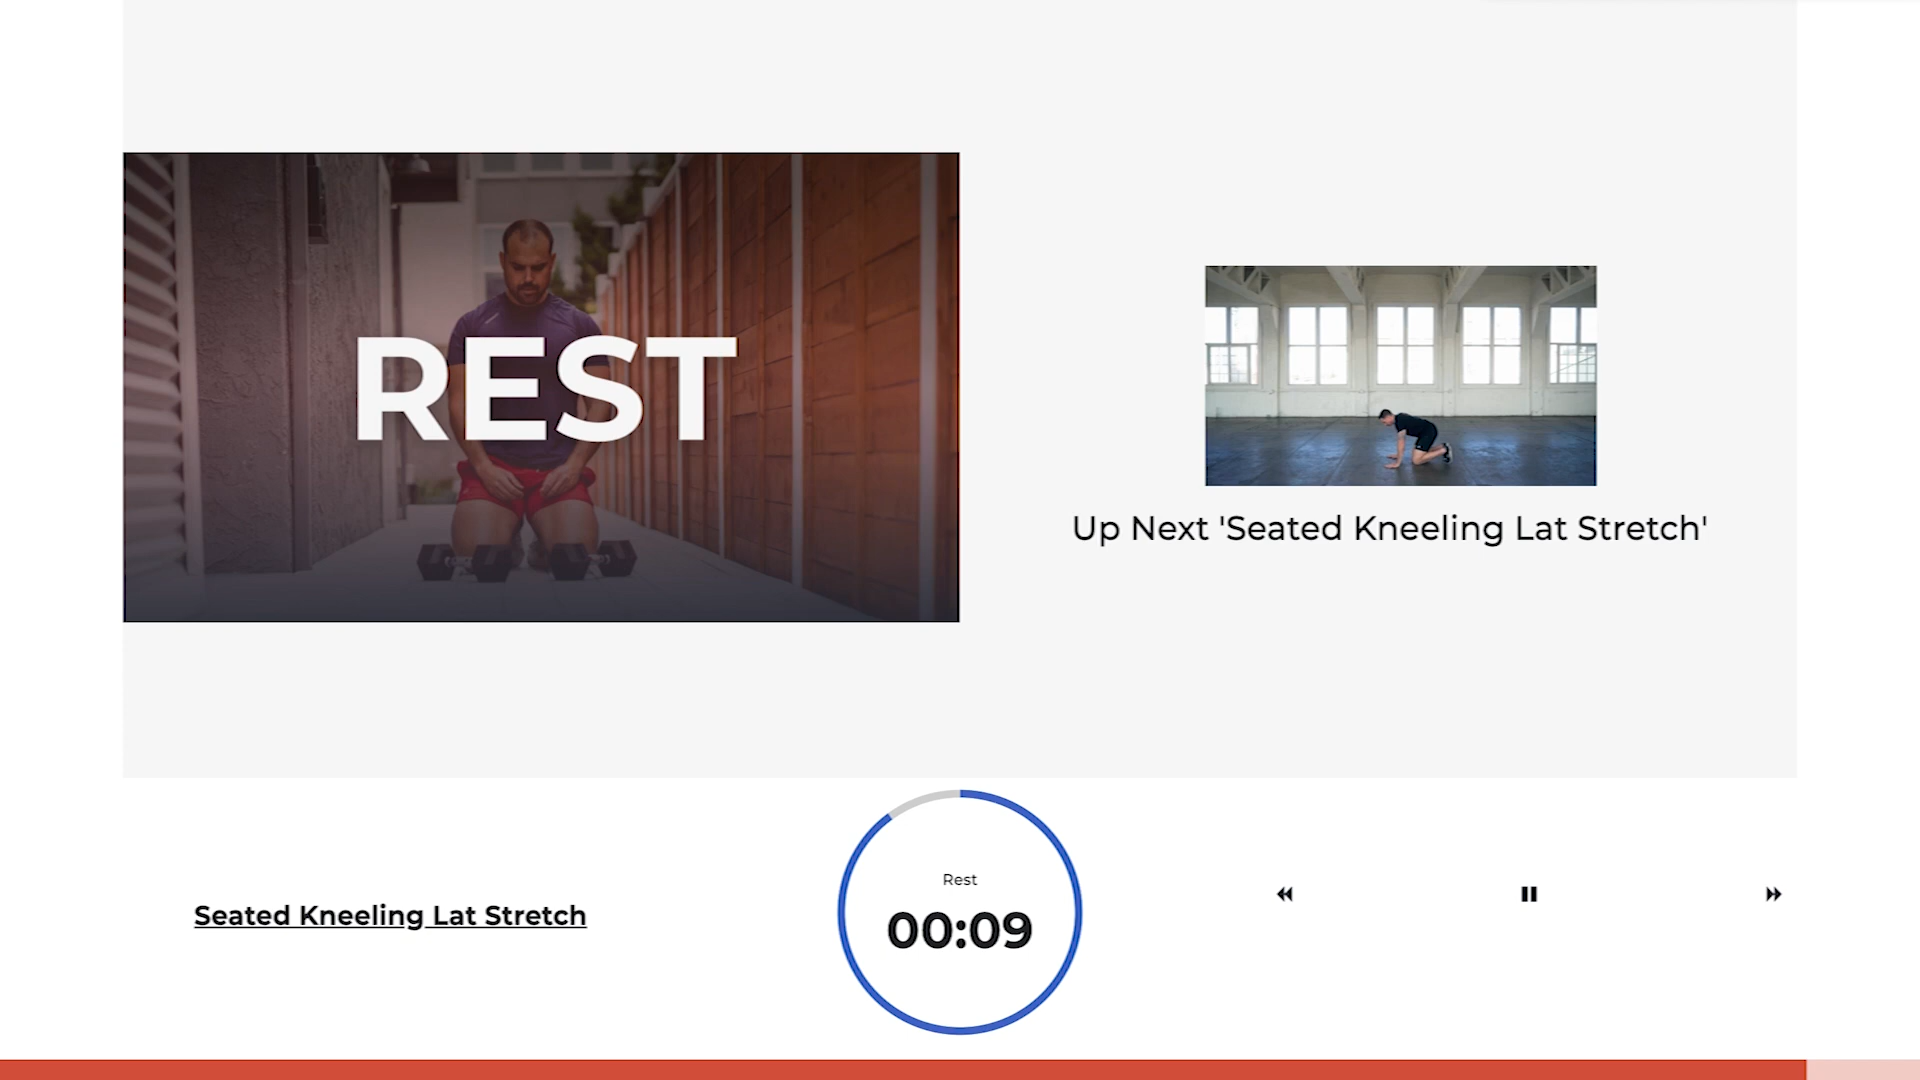 REST
Up Next 'Seated Kneeling Lat Stretch'
Seated Kneeling Lat Stretch
Rest
00:09